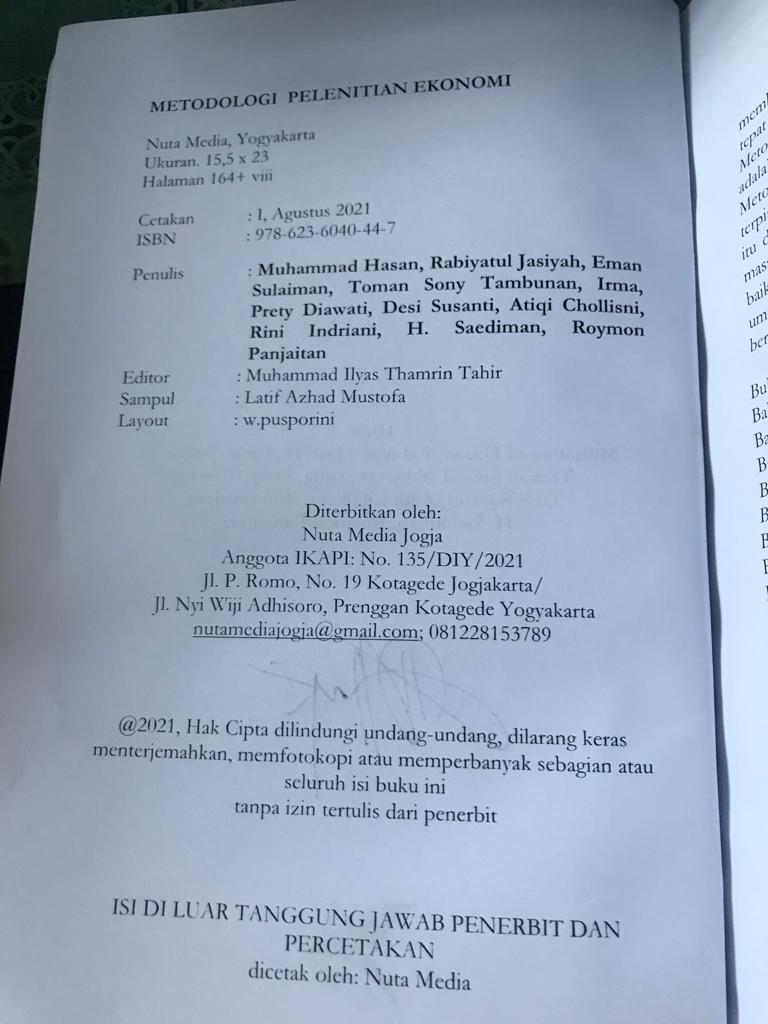 METODOLOGI PELENITIAN EKONOMI
Nuta Media, Yogyakarta
Ukuran. 15,5 x 23
Halaman 164+ viii
Cetakan : I, Agustus 2021
ISBN : 978-623-6040-44-7
Penulis : Muhammad Hasan, Rabiyatul Jasiyah, Eman
Sulaiman, Toman Sony Tambunan, Irma,
Prety Diawati, Desi Susanti, Atiqi Chollisni,
Rini Indriani, H. Saediman, Roymon
Panjaitan
Editor : Muhammad Ilyas Thamrin Tahir
Sampul : Latif Azhad Mustofa
Layout : w.pusporini
Diterbitkan oleh:
Nuta Media Jogja
Anggota IKAPI: No. 135/DIY/2021
Jl. P. Romo, No. 19 Kotagede Jogjakarta/
Jl. Nyi Wiji Adhisoro, Prenggan Kotagede Yogyakarta
nutamediajogja@gmail.com; 081228153789
@2021, Hak Cipta dilindungi undang-undang, dilarang keras
menterjemahkan, memfotokopi atau memperbanyak sebagian atau
seluruh isi buku ini
tanpa izin tertulis dari penerbit
ISI DI LUAR TANGGUNG JAWAB PENERBIT DAN
PERCETAKAN
dicetak oleh: Nuta Media